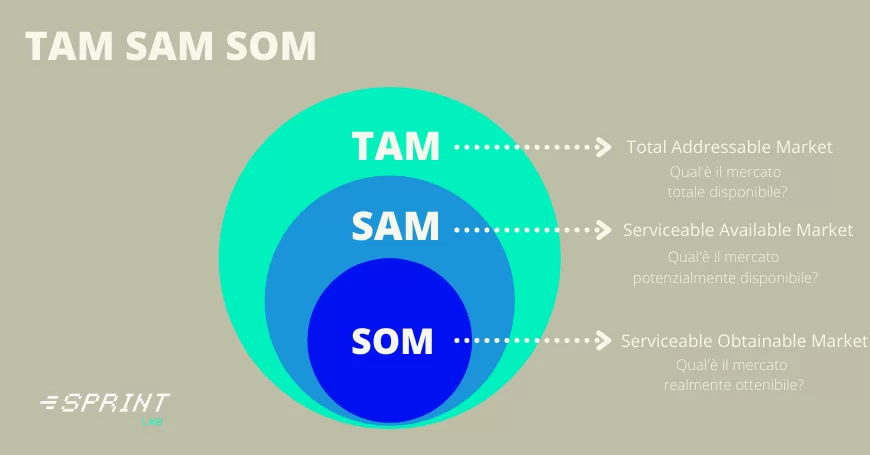 TAM SAM SOM
TAM
Total Addressable Market
Qual'è il mercato
totale disponibile?
SAM
Serviceable Available Market
Qual'è il mercato
potenzialmente disponibile?
SOM
Serviceable Obtainable Market
Qual'è il mercato
realmente ottenibile?
SPRINT
LAB